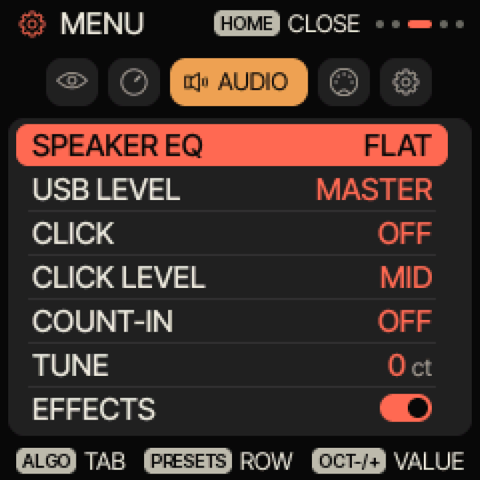 MENU HOME CLOSE
AUDIO
SPEAKER EQ FLAT
USB LEVEL MASTER
CLICK OFF
CLICK LEVEL MID
COUNT-IN OFF
TUNE 0 ct
EFFECTS
ALGO TAB PRESETS ROW OCT-/+ VALUE